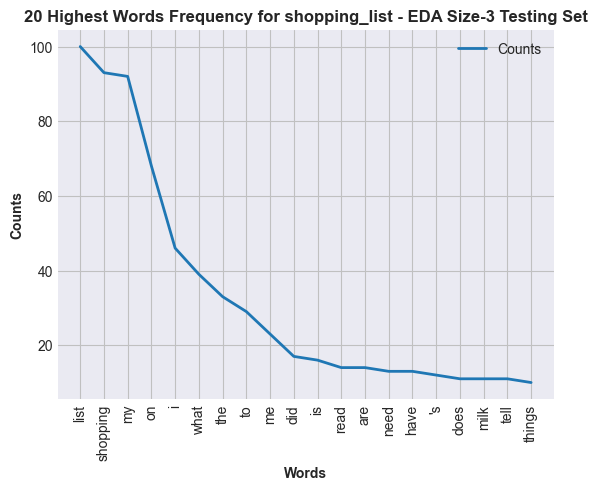 20 Highest Words Frequency for shopping_list - EDA Size-3 Testing Set
Counts
100
80
60
40
20
Counts
list
shopping
my
on
i
what
the
to
me
did
is
read
are
need
have
's
does
milk
tell
things
Words